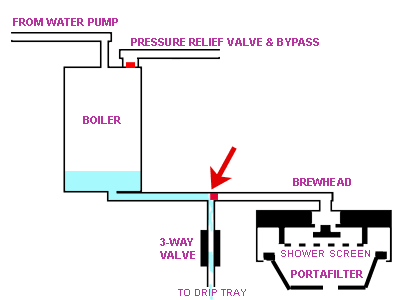 FROM WATER PUMP
PRESSURE RELIEF VALVE & BYPASS
BOILER
BREWHEAD
3-WAY
VALVE
SHOWER SCREEN
PORTAFILTER
TO DRIP TRAY